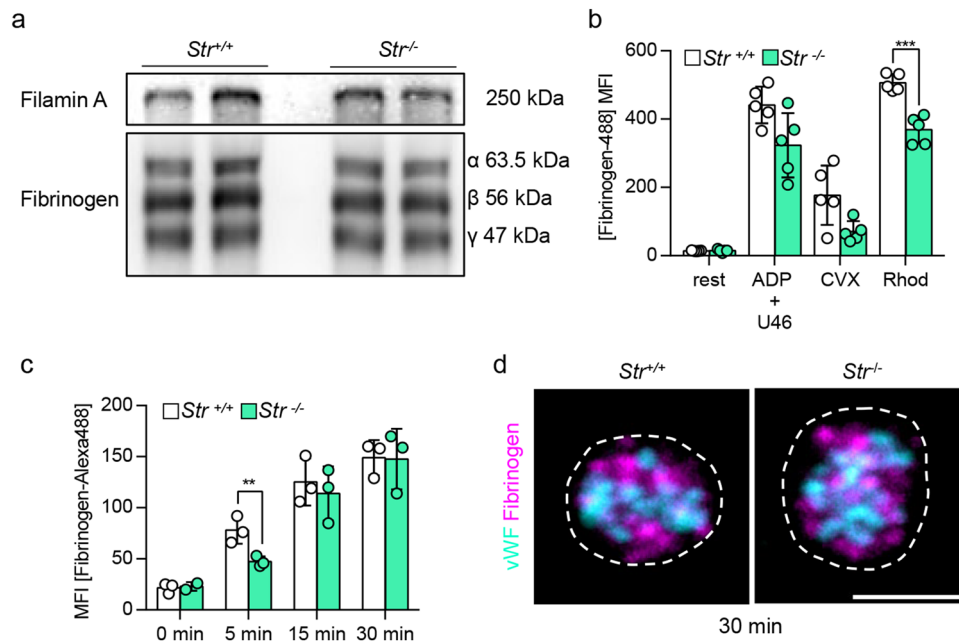 a
Str+/+ Str-/-
Filamin A 250 kDa
Fibrinogen
α 63.5 kDa
β 56 kDa
γ 47 kDa
b
[Fibrinogen-488] MFI
600
400
200
0
Str +/+ Str -/-
***
rest ADP + U46 CVX Rhod
c
MFI [Fibrinogen-Alexa488]
200
150
100
50
0
Str +/+ Str -/-
**
0 min 5 min 15 min 30 min
d
Str+/+ Str-/-
vWF Fibrinogen
30 min